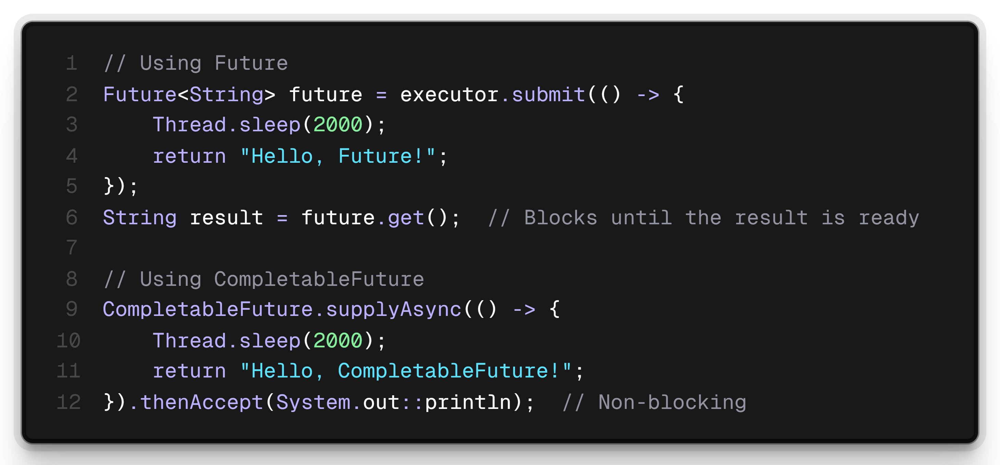 1 // Using Future
2 Future<String> future = executor.submit(() -> {
3     Thread.sleep(2000);
4     return "Hello, Future!";
5 });
6 String result = future.get();  // Blocks until the result is ready
7
8 // Using CompletableFuture
9 CompletableFuture.supplyAsync(() -> {
10     Thread.sleep(2000);
11     return "Hello, CompletableFuture!";
12 }).thenAccept(System.out::println);  // Non-blocking